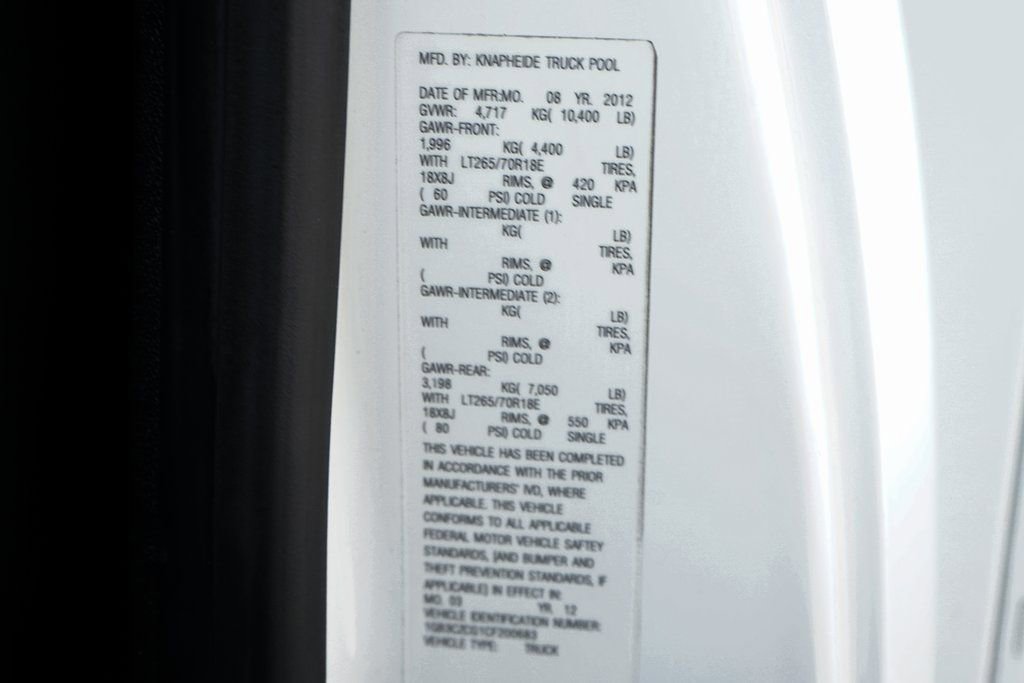 MFD. BY: KNAPHEIDE TRUCK POOL
DATE OF MFR:MO. 08 YR. 2012
GVWR: 4,717 KG( 10,400 LB)
GAWR-FRONT:
1,996 KG( 4,400 LB)
WITH LT265/70R18E TIRES,
18X8J RIMS, @ 420 KPA
( 60 PSI) COLD SINGLE
GAWR-INTERMEDIATE (1):
KG( LB)
WITH TIRES,
RIMS, @ KPA
( PSI) COLD
GAWR-INTERMEDIATE (2):
KG( LB)
WITH TIRES,
RIMS, @ KPA
( PSI) COLD
GAWR-REAR:
3,198 KG( 7,050 LB)
WITH LT265/70R18E TIRES,
18X8J RIMS, @ 550 KPA
( 80 PSI) COLD SINGLE
THIS VEHICLE HAS BEEN COMPLETED
IN ACCORDANCE WITH THE PRIOR
MANUFACTURERS' IVD, WHERE
APPLICABLE. THIS VEHICLE
CONFORMS TO ALL APPLICABLE
FEDERAL MOTOR VEHICLE SAFTEY
STANDARDS, [AND BUMPER AND
THEFT PREVENTION STANDARDS, IF
APPLICABLE] IN EFFECT IN:
MO. 03 YR. 12
VEHICLE IDENTIFICATION NUMBER:
VEHICLE TYPE: TRUCK